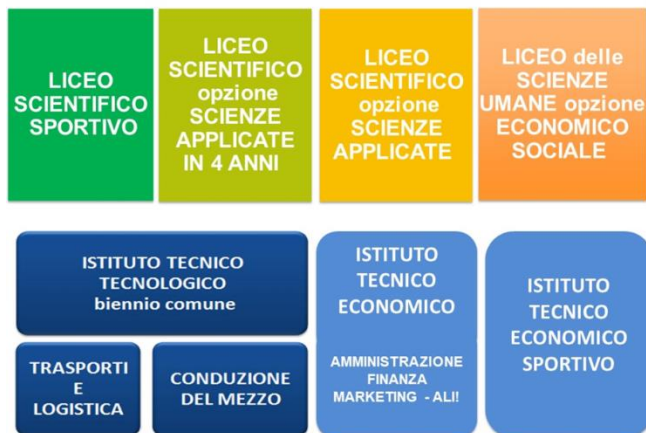 LICEO
SCIENTIFICO
SPORTIVO
LICEO
SCIENTIFICO
opzione
SCIENZE
APPLICATE
IN 4 ANNI
LICEO
SCIENTIFICO
opzione
SCIENZE
APPLICATE
LICEO delle
SCIENZE
UMANE opzione
ECONOMICO
SOCIALE
ISTITUTO TECNICO
TECNOLOGICO
biennio comune
TRASPORTI
E
LOGISTICA
CONDUZIONE
DEL MEZZO
ISTITUTO
TECNICO
ECONOMICO
AMMINISTRAZIONE
FINANZA
MARKETING - ALI!
ISTITUTO
TECNICO
ECONOMICO
SPORTIVO